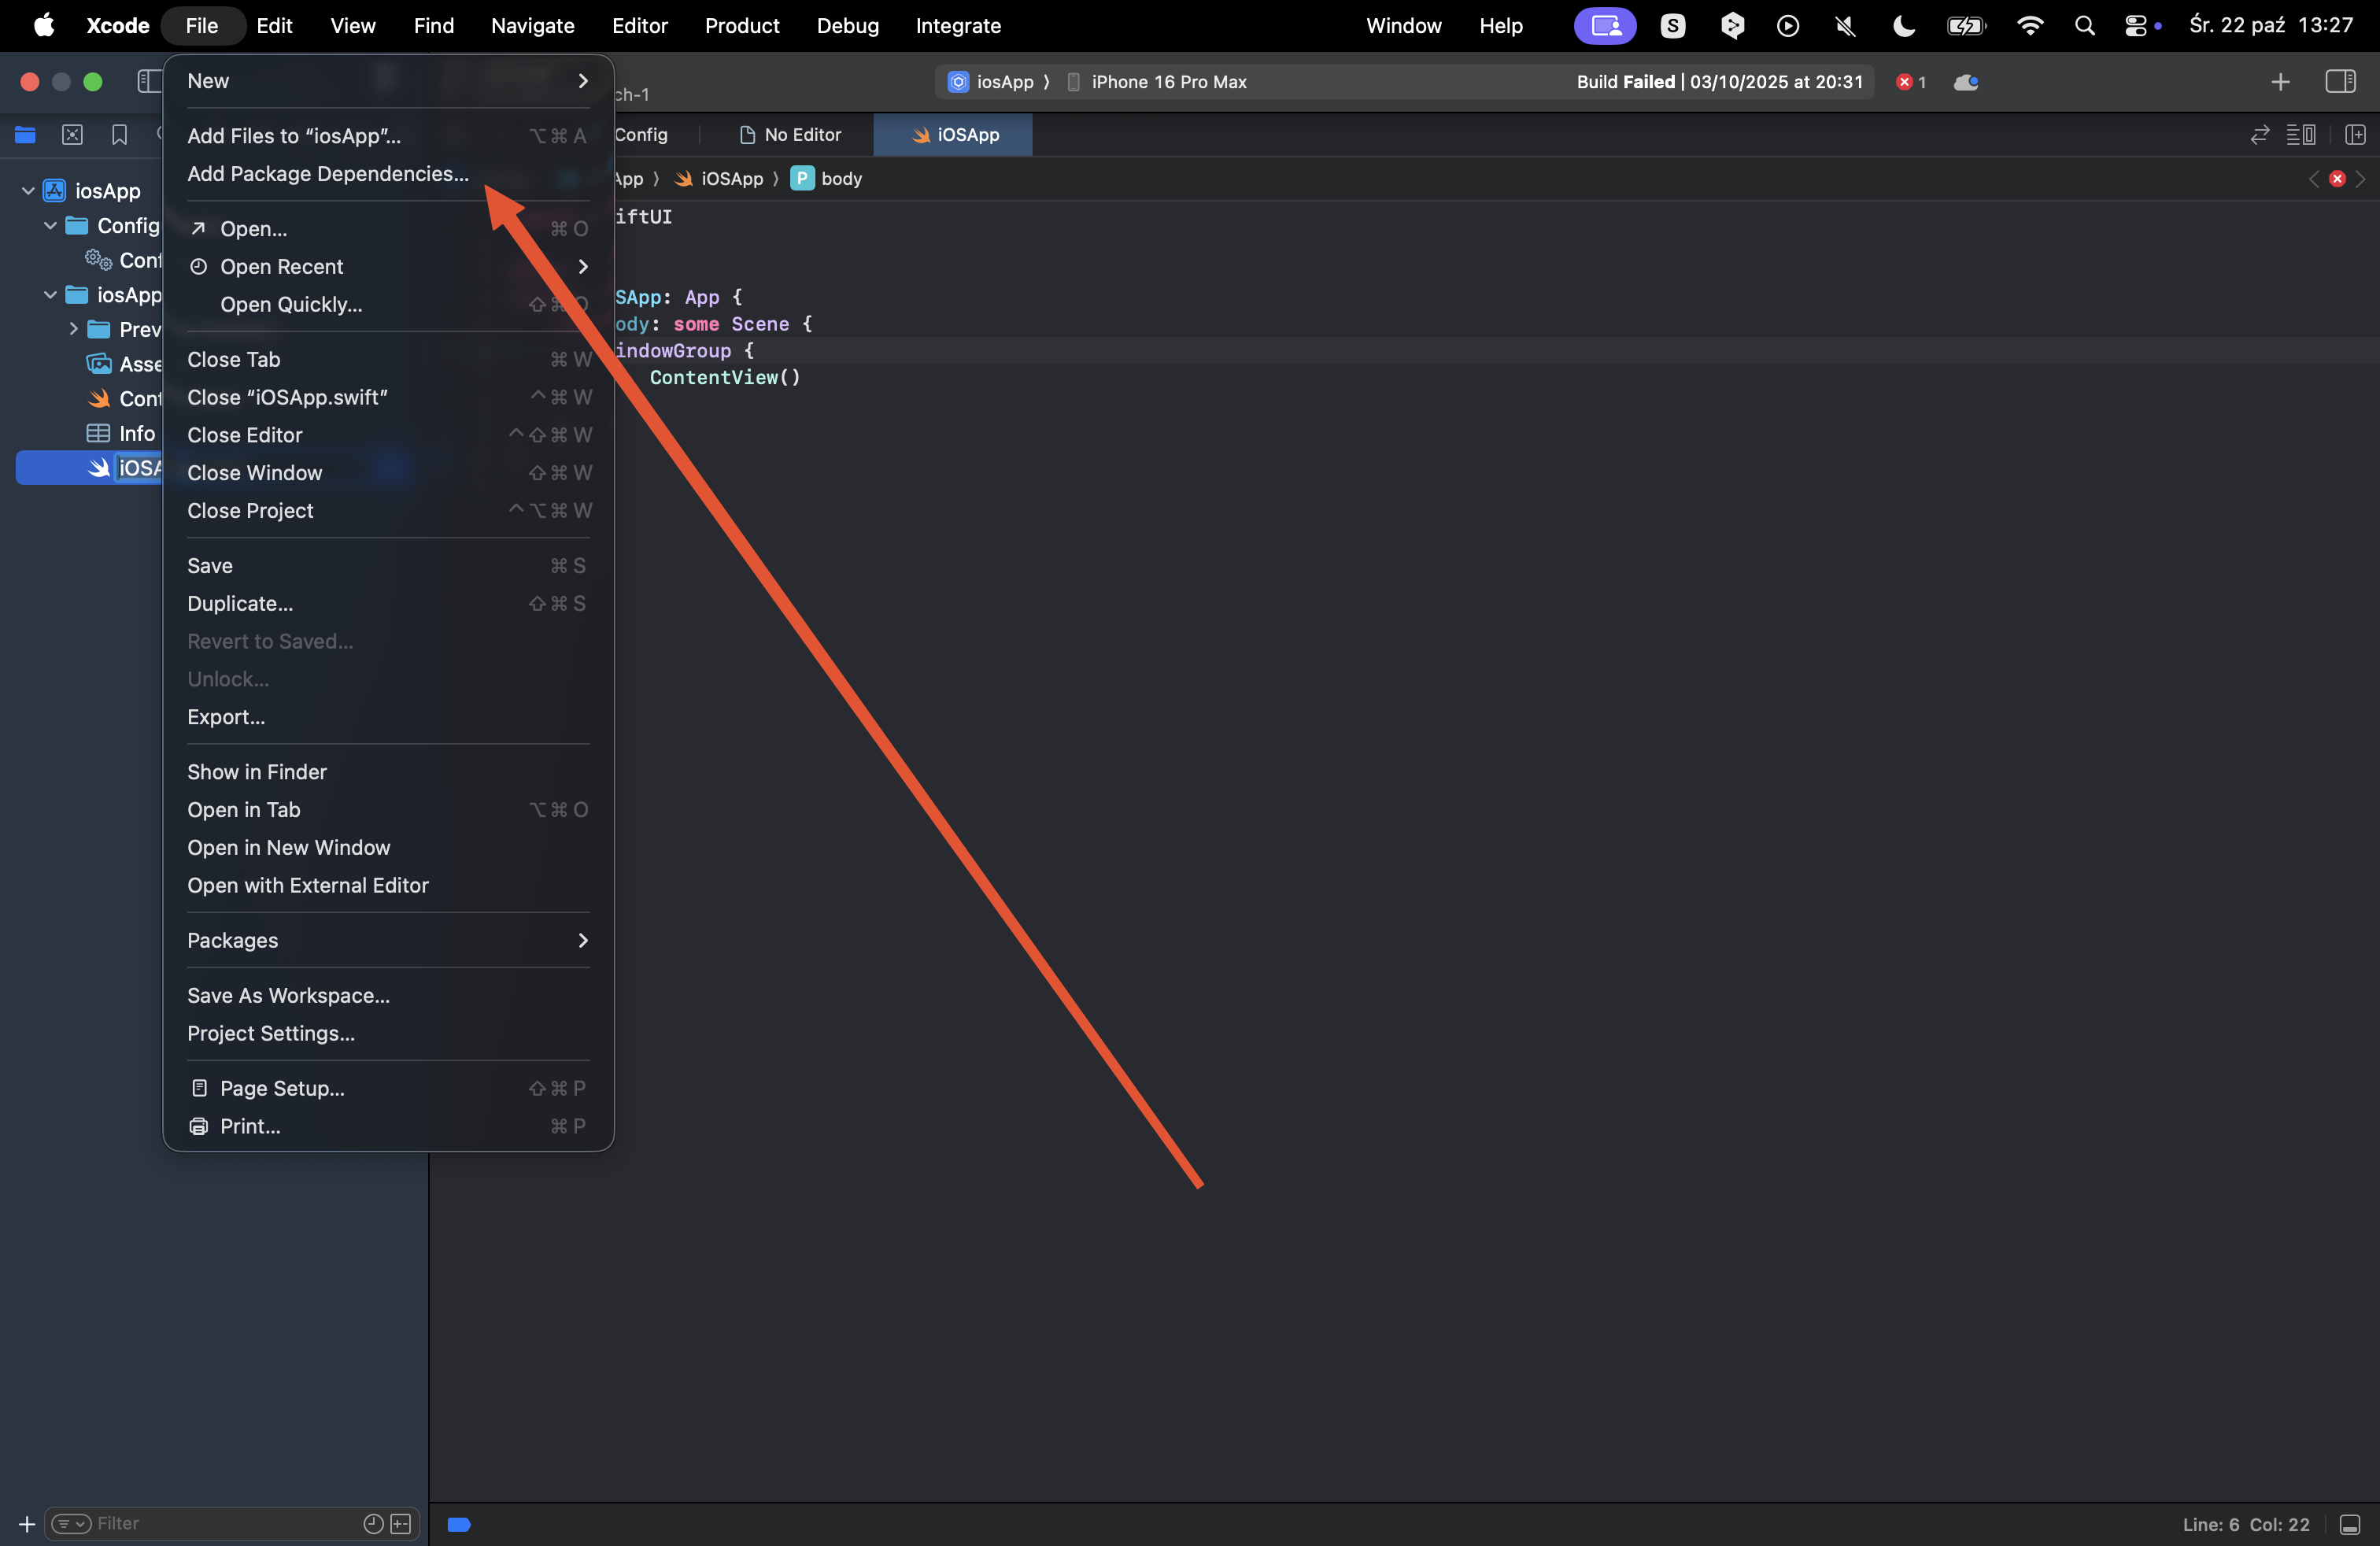 Xcode File Edit View Find Navigate Editor Product Debug Integrate Window Help S Śr. 22 paź 13:27
ch-1
iosApp 〉 iPhone 16 Pro Max
Build Failed | 03/10/2025 at 20:31
1
Config
No Editor
iOSApp
App 〉 iOSApp 〉 P body
iosApp
Config
Conf
iosApp
Prev
Asse
Cont
Info
iOSA
New
Add Files to “iosApp”... ⌥⌘A
Add Package Dependencies...
Open... ⌘O
Open Recent
Open Quickly... ⇧⌘O
Close Tab ⌘W
Close “iOSApp.swift” ^⌘W
Close Editor ^⇧⌘W
Close Window ⇧⌘W
Close Project ^⌥⌘W
Save ⌘S
Duplicate... ⇧⌘S
Revert to Saved...
Unlock...
Export...
Show in Finder
Open in Tab ⌥⌘O
Open in New Window
Open with External Editor
Packages
Save As Workspace...
Project Settings...
Page Setup... ⇧⌘P
Print... ⌘P
iftUI
SApp: App {
ody: some Scene {
indowGroup {
ContentView()
Filter
Line: 6 Col: 22